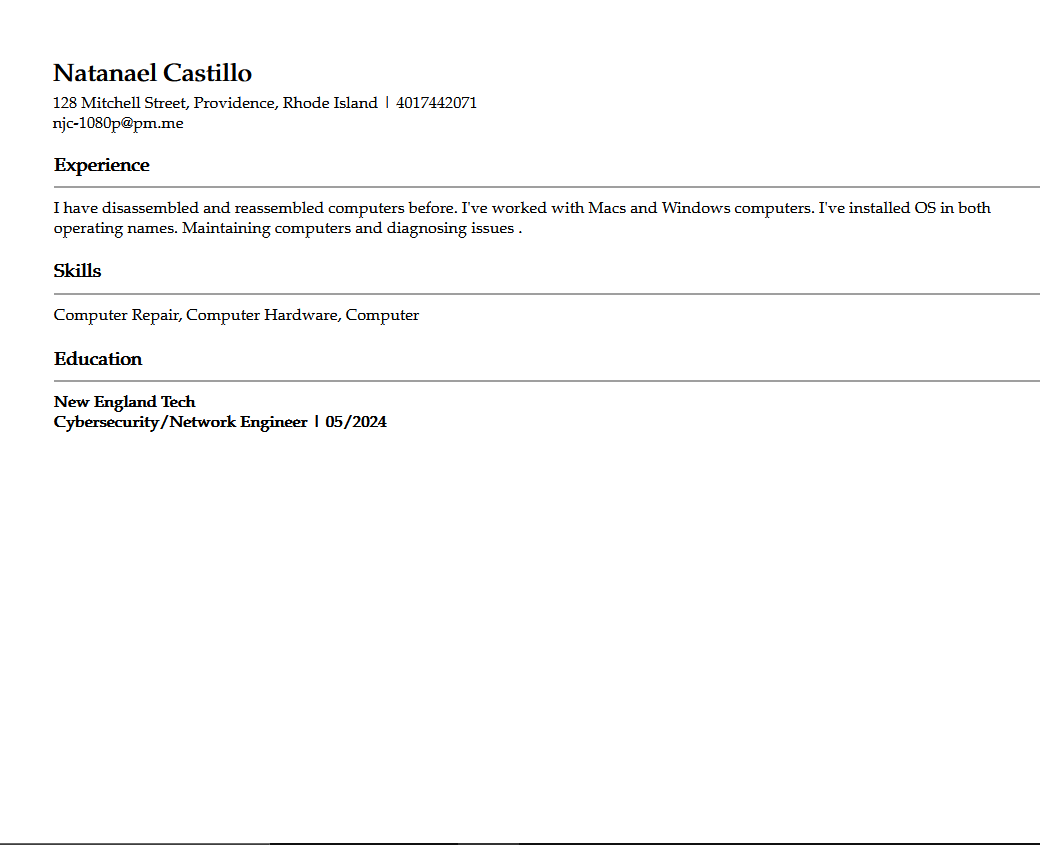 Natanael Castillo
128 Mitchell Street, Providence, Rhode Island | 4017442071
njc-1080p@pm.me
Experience
I have disassembled and reassembled computers before. I've worked with Macs and Windows computers. I've installed OS in both
operating names. Maintaining computers and diagnosing issues .
Skills
Computer Repair, Computer Hardware, Computer
Education
New England Tech
Cybersecurity/Network Engineer | 05/2024